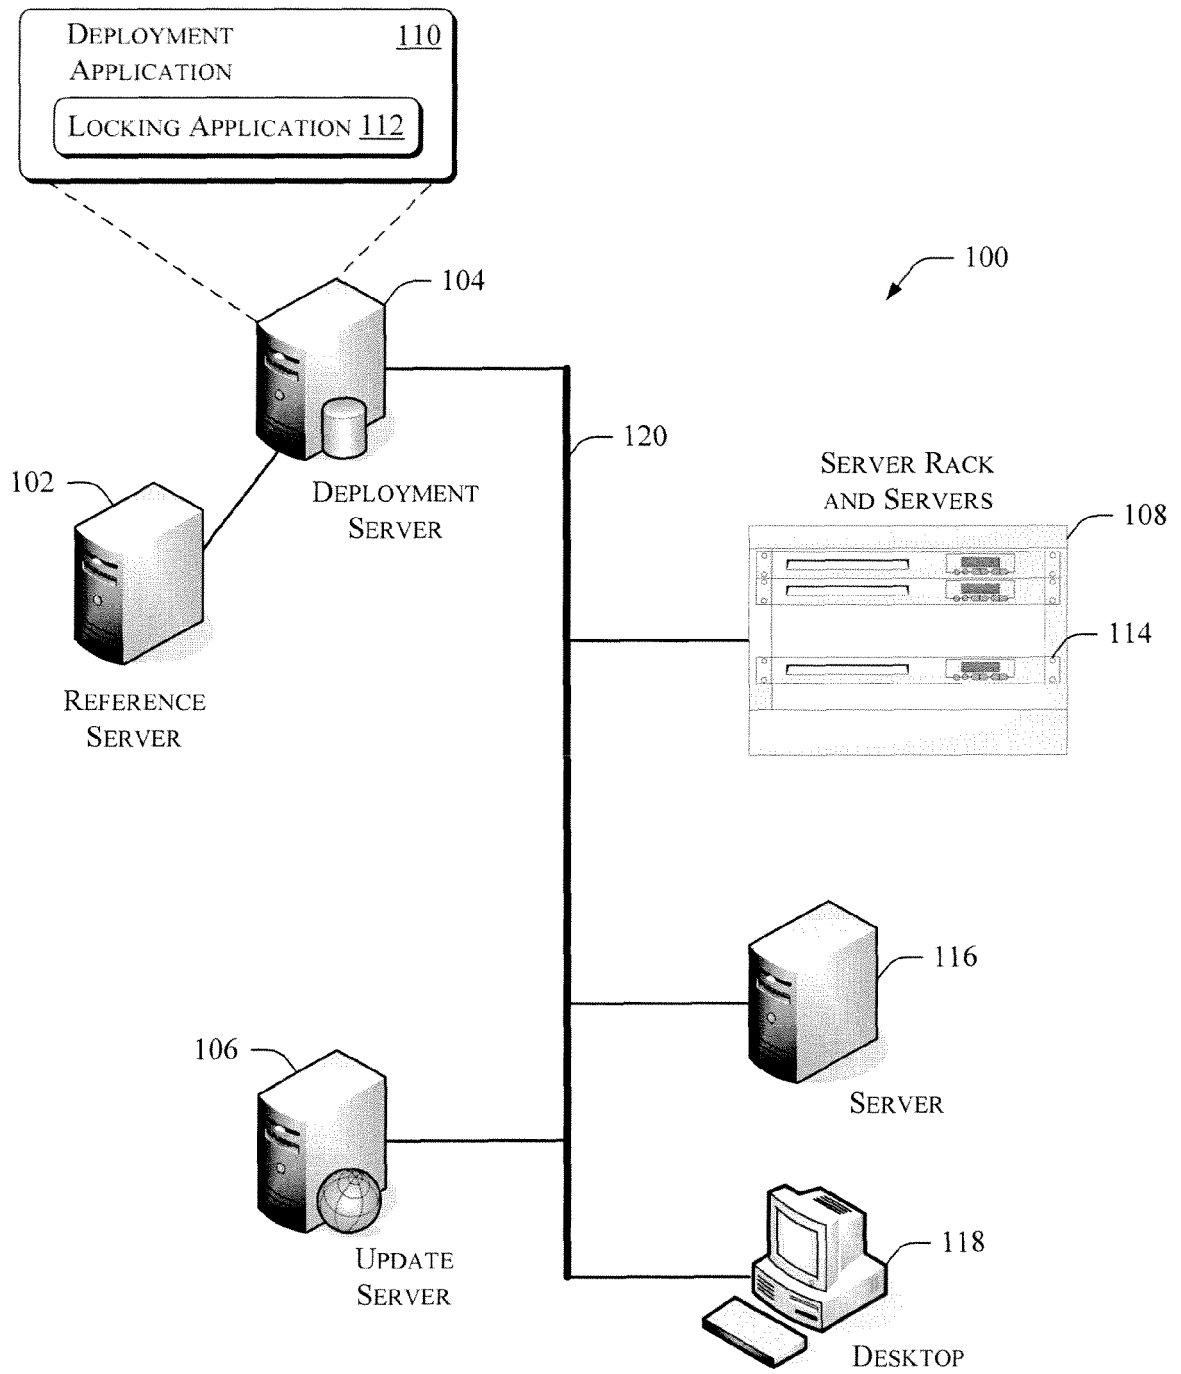 DEPLOYMENT 110
APPLICATION
LOCKING APPLICATION 112
100
104
120
102
DEPLOYMENT
SERVER
SERVER RACK
AND SERVERS
108
114
REFERENCE
SERVER
116
106
SERVER
118
UPDATE
SERVER
DESKTOP